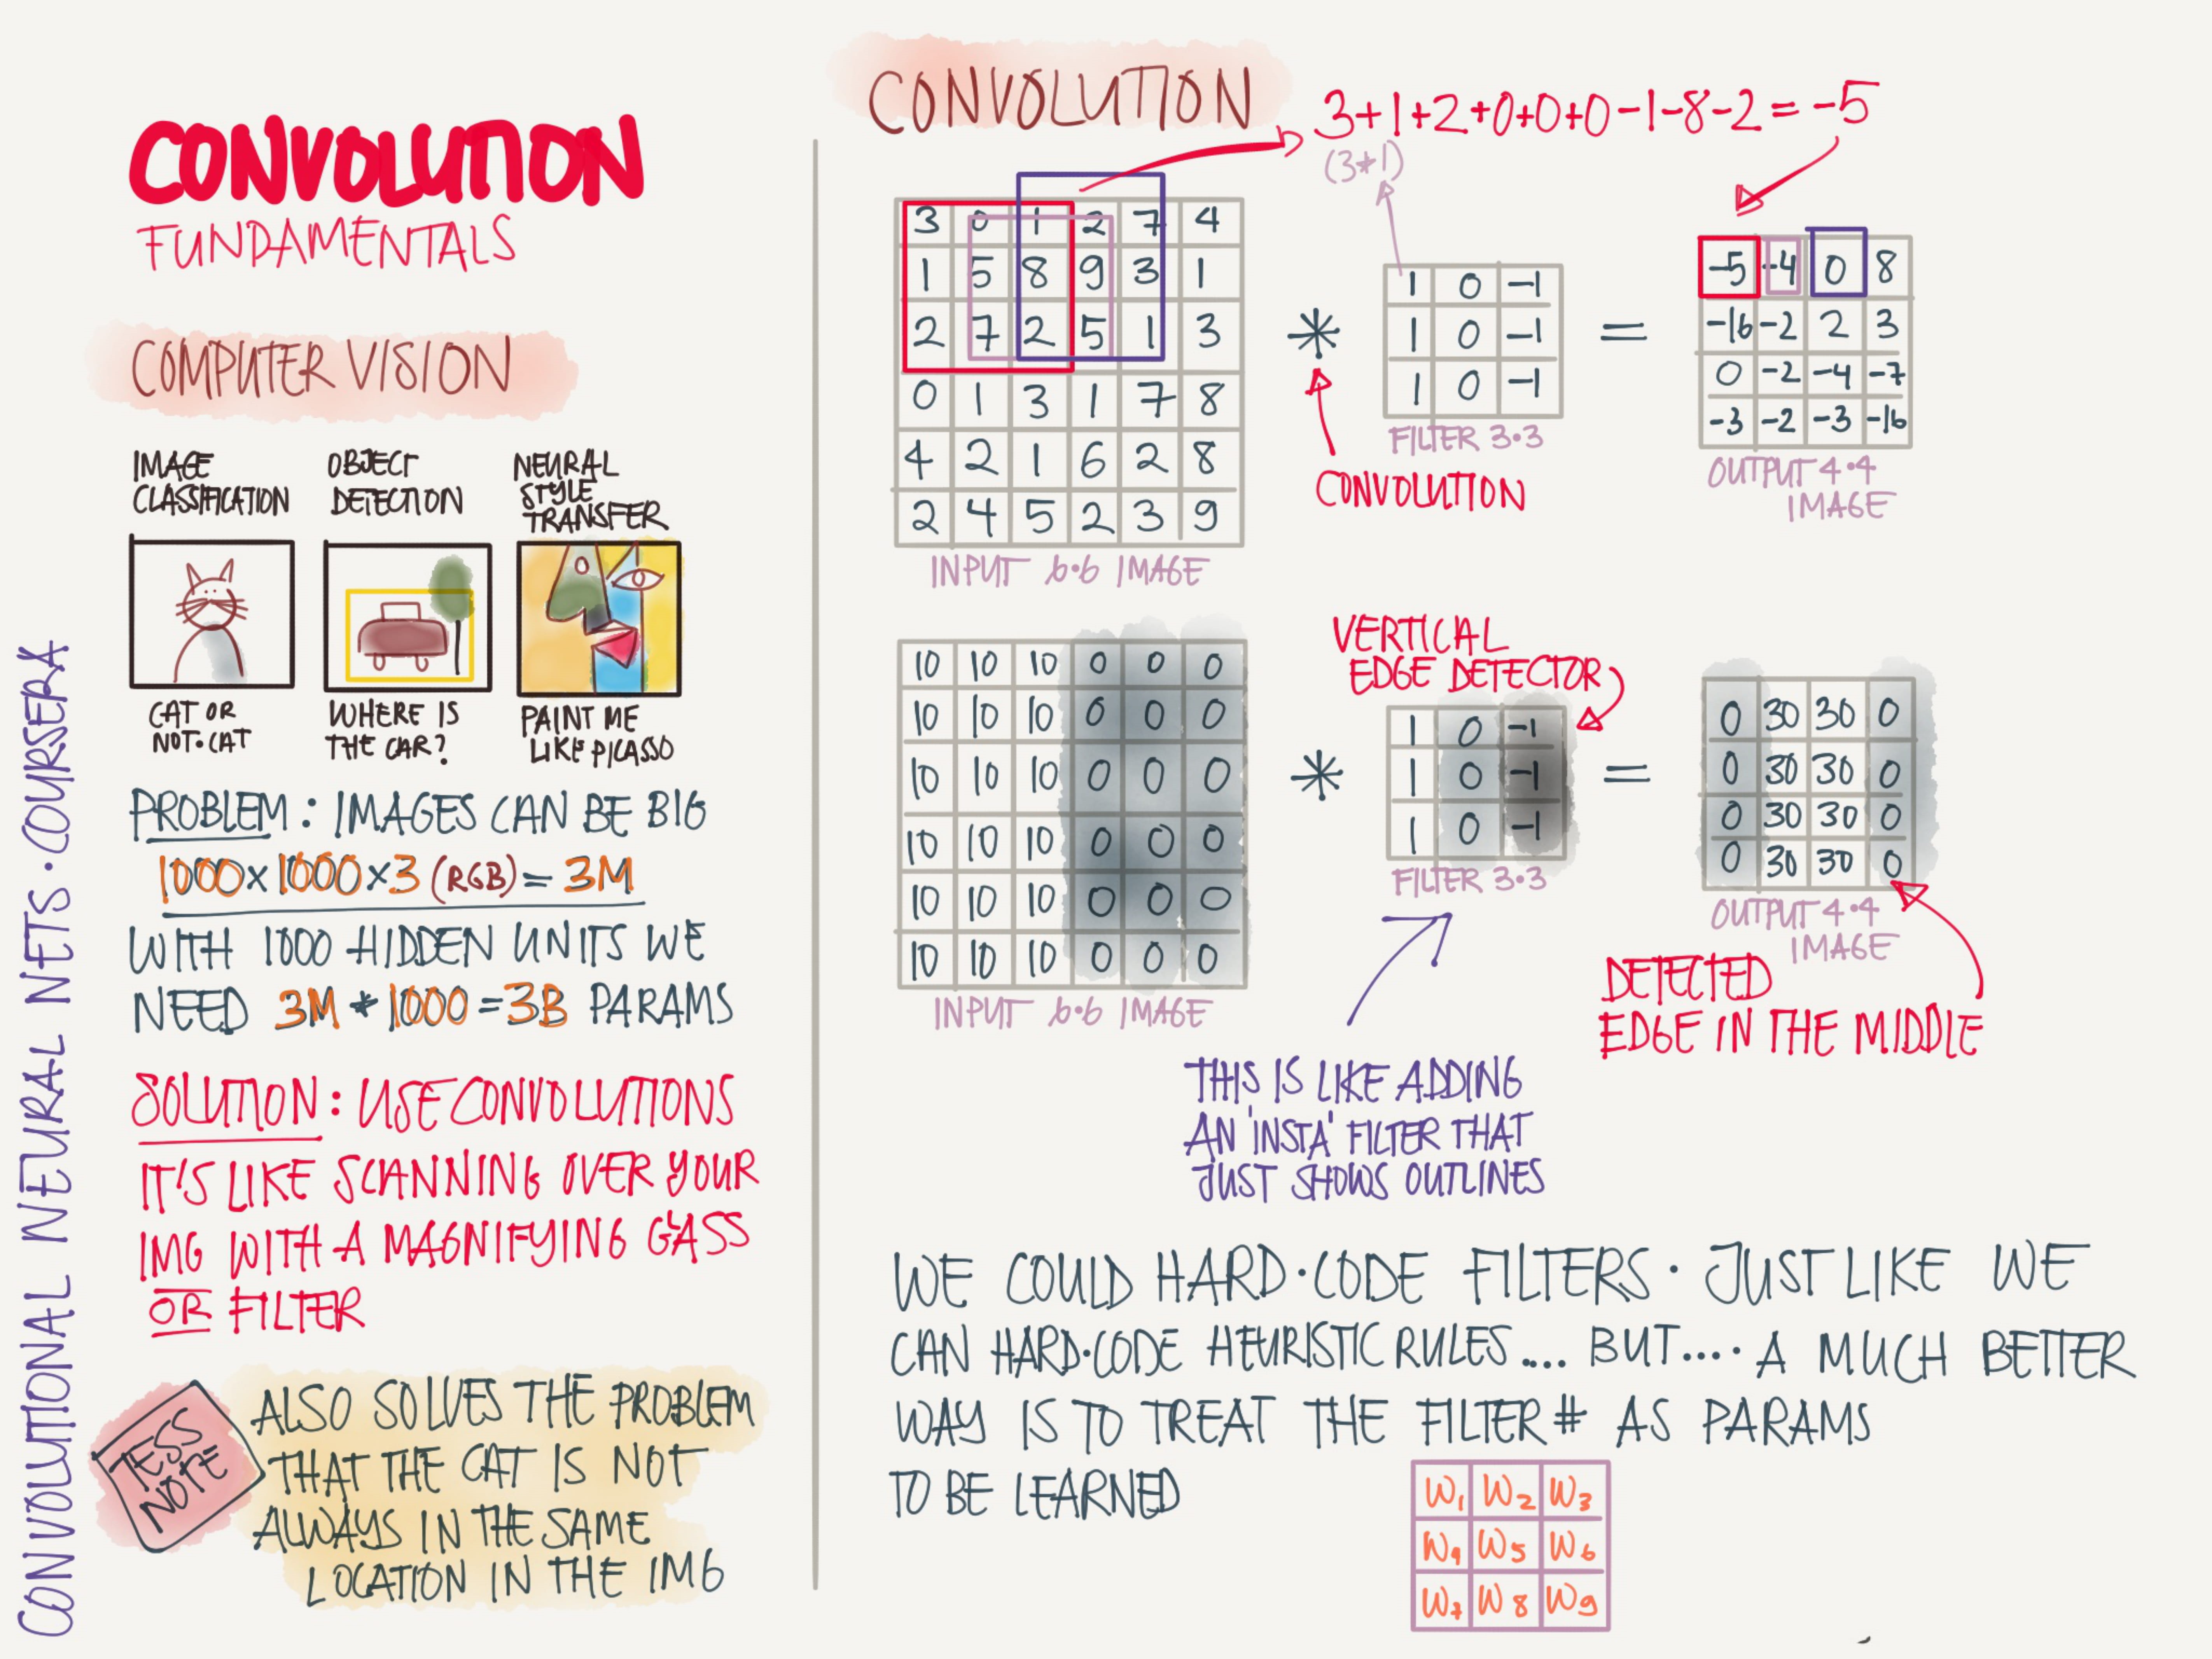 CONVOLUTIONAL NEURAL NETS · COURSERA
CONVOLUTION
FUNDAMENTALS
COMPUTER VISION
IMAGE
CLASSIFICATION
CAT OR
NOT·CAT
OBJECT
DETECTION
WHERE IS
THE CAR?
NEURAL
STYLE
TRANSFER
PAINT ME
LIKE PICASSO
PROBLEM: IMAGES CAN BE BIG
1000x1000x3 (RGB) = 3M
WITH 1000 HIDDEN UNITS WE
NEED 3M * 1000 = 3B PARAMS
SOLUTION: USE CONVOLUTIONS
IT'S LIKE SCANNING OVER YOUR
IMG WITH A MAGNIFYING GASS
OR FILTER
TESS
NOTE
ALSO SOLVES THE PROBLEM
THAT THE CAT IS NOT
ALWAYS IN THE SAME
LOCATION IN THE IMG
CONVOLUTION
3+1+2+0+0+0-1-8-2=-5
(3*1)
3 0 1 2 7 4
1 5 8 9 3 1
2 7 2 5 1 3
0 1 3 1 7 8
4 2 1 6 2 8
2 4 5 2 3 9
INPUT 6·6 IMAGE
*
CONVOLUTION
1 0 -1
1 0 -1
1 0 -1
FILTER 3·3
=
-5 -4 0 8
-16 -2 2 3
0 -2 -4 -7
-3 -2 -3 -16
OUTPUT 4·4
IMAGE
10 10 10 0 0 0
10 10 10 0 0 0
10 10 10 0 0 0
10 10 10 0 0 0
10 10 10 0 0 0
10 10 10 0 0 0
INPUT 6·6 IMAGE
*
VERTICAL
EDGE DETECTOR
1 0 -1
1 0 -1
1 0 -1
FILTER 3·3
=
0 30 30 0
0 30 30 0
0 30 30 0
0 30 30 0
OUTPUT 4·4
IMAGE
DETECTED
EDGE IN THE MIDDLE
THIS IS LIKE ADDING
AN 'INSTA' FILTER THAT
JUST SHOWS OUTLINES
WE COULD HARD·CODE FILTERS · JUST LIKE WE
CAN HARD·CODE HEURISTIC RULES.... BUT.... A MUCH BETTER
WAY IS TO TREAT THE FILTER # AS PARAMS
TO BE LEARNED
W1 W2 W3
W4 W5 W6
W7 W8 W9